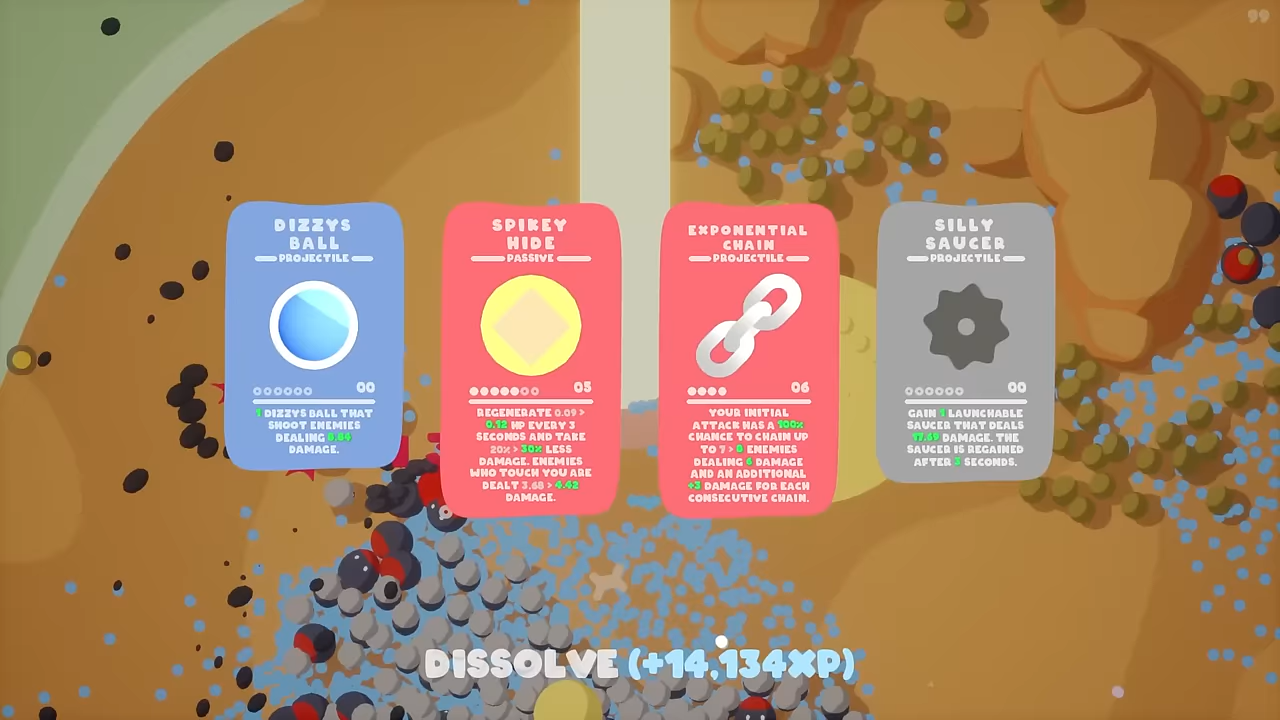 DIZZYS
BALL
PROJECTILE
00
1 DIZZYS BALL THAT
SHOOT ENEMIES
DEALING 8.84
DAMAGE.
SPIKEY
HIDE
PASSIVE
05
REGENERATE 0.09 >
0.12 HP EVERY 3
SECONDS AND TAKE
20% > 30% LESS
DAMAGE. ENEMIES
WHO TOUCH YOU ARE
DEALT 3.68 > 4.42
DAMAGE.
EXPONENTIAL
CHAIN
PROJECTILE
06
YOUR INITIAL
ATTACK HAS A 100%
CHANCE TO CHAIN UP
TO 7 > 8 ENEMIES
DEALING 6 DAMAGE
AND AN ADDITIONAL
+3 DAMAGE FOR EACH
CONSECUTIVE CHAIN.
SILLY
SAUCER
PROJECTILE
00
GAIN 1 LAUNCHABLE
SAUCER THAT DEALS
17.69 DAMAGE. THE
SAUCER IS REGAINED
AFTER 3 SECONDS.
DISSOLVE (+14,134XP)